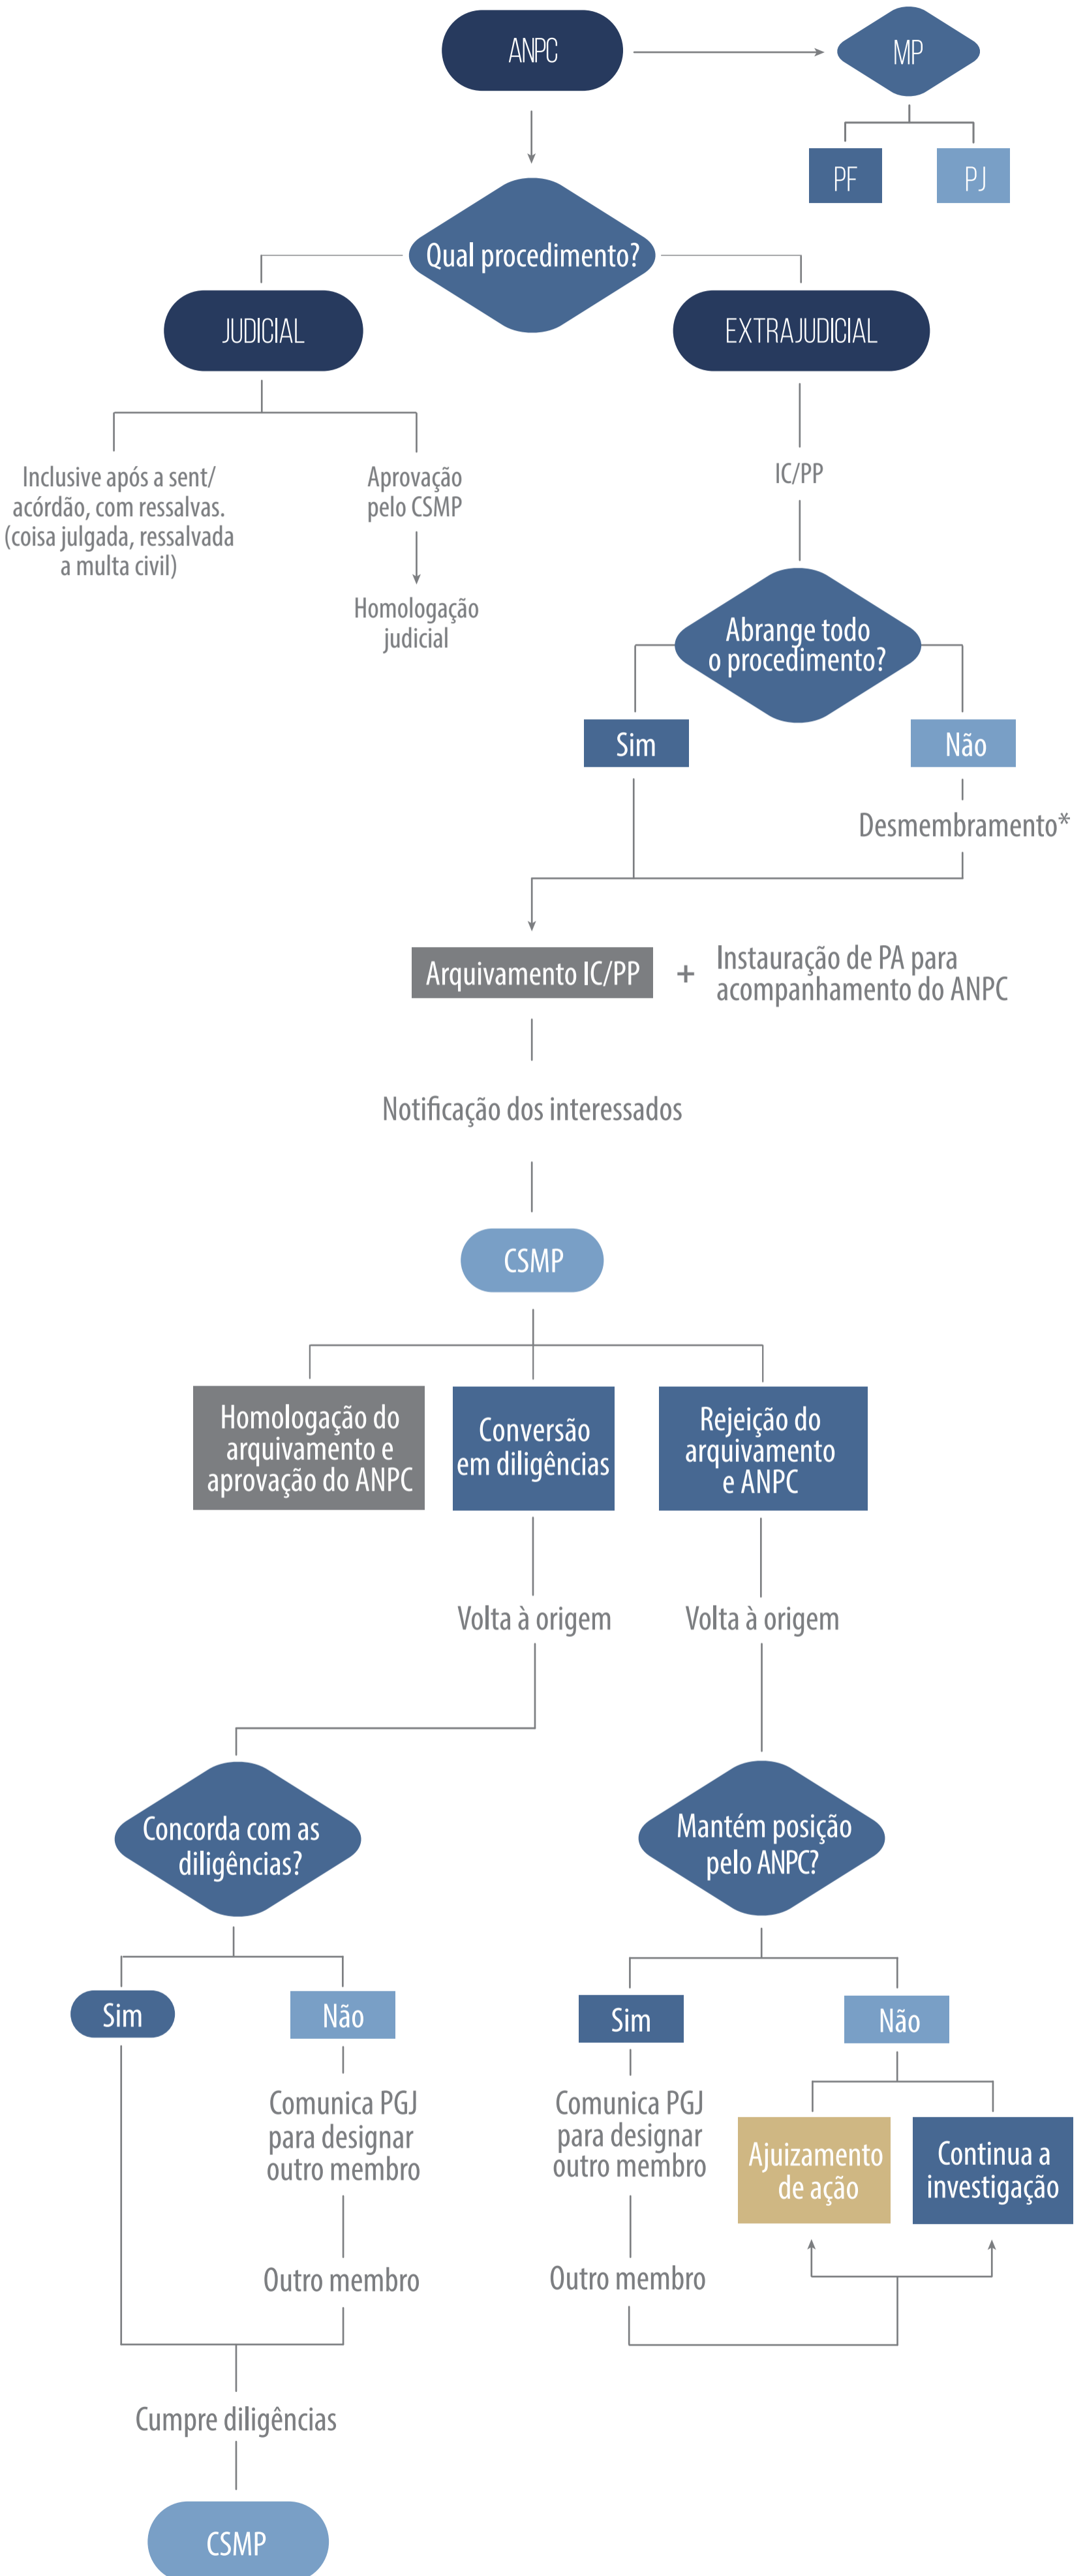 ANPC
MP
PF
PJ
Qual procedimento?
JUDICIAL
EXTRAJUDICIAL
Inclusive após a sent/
acórdão, com ressalvas.
(coisa julgada, ressalvada
a multa civil)
Aprovação
pelo CSMP
Homologação
judicial
IC/PP
Abrange todo
o procedimento?
Sim
Não
Desmembramento*
Arquivamento IC/PP
+
Instauração de PA para
acompanhamento do ANPC
Notificação dos interessados
CSMP
Homologação do
arquivamento e
aprovação do ANPC
Conversão
em diligências
Rejeição do
arquivamento
e ANPC
Volta à origem
Volta à origem
Concorda com as
diligências?
Mantém posição
pelo ANPC?
Sim
Não
Sim
Não
Comunica PGJ
para designar
outro membro
Comunica PGJ
para designar
outro membro
Ajuizamento
de ação
Continua a
investigação
Outro membro
Outro membro
Cumpre diligências
CSMP